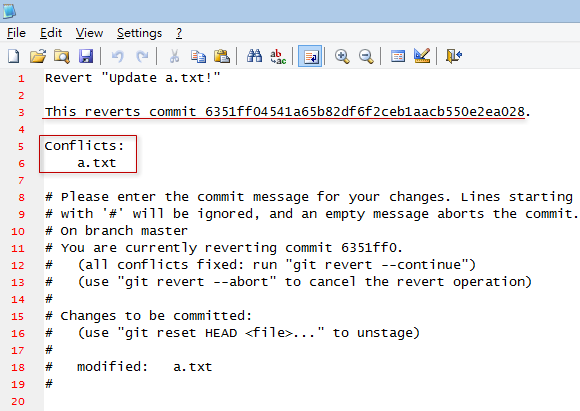 File Edit View Settings ?
1 Revert "Update a.txt!"
2
3 This reverts commit 6351ff04541a65b82df6f2ceb1aacb550e2ea028.
4
5 Conflicts:
6     a.txt
7
8 # Please enter the commit message for your changes. Lines starting
9 # with '#' will be ignored, and an empty message aborts the commit.
10 # On branch master
11 # You are currently reverting commit 6351ff0.
12 #   (all conflicts fixed: run "git revert --continue")
13 #   (use "git revert --abort" to cancel the revert operation)
14 #
15 # Changes to be committed:
16 #   (use "git reset HEAD <file>..." to unstage)
17 #
18 #   modified:   a.txt
19 #
20